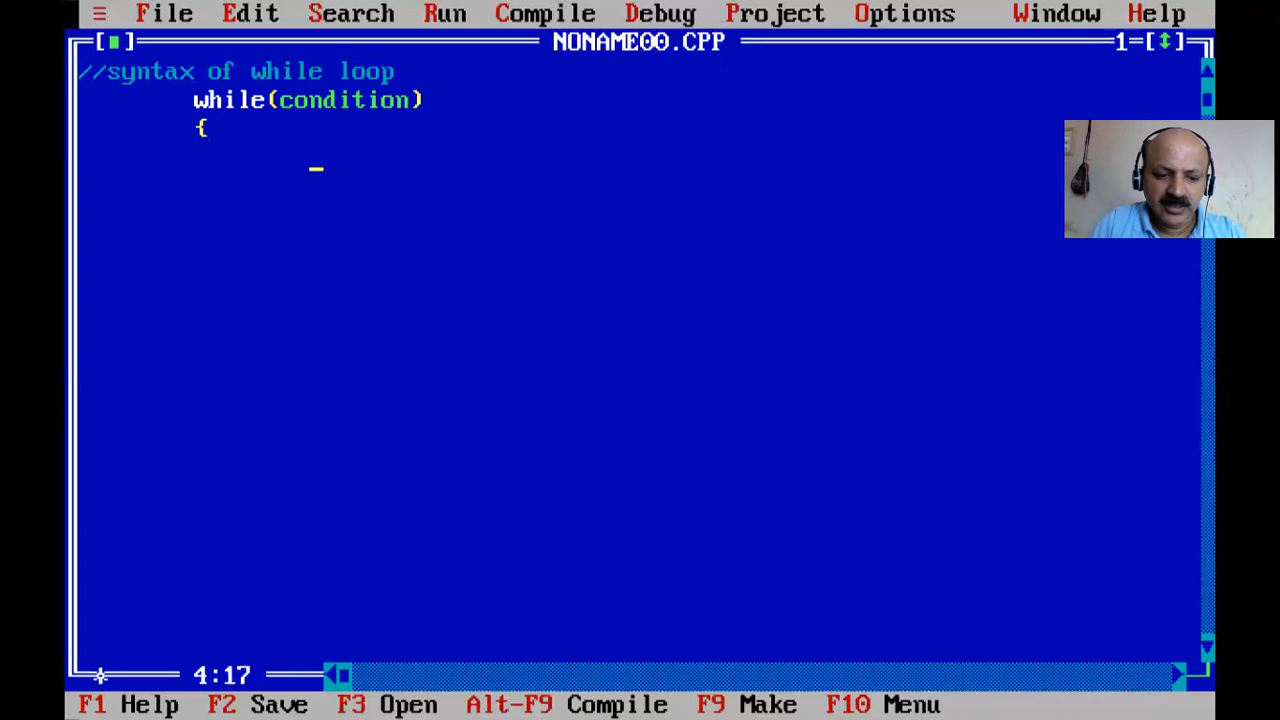 ≡ File Edit Search Run Compile Debug Project Options Window Help
[■] NONAME00.CPP 1=[↕]
//syntax of while loop
while(condition)
{
_
4:17
F1 Help F2 Save F3 Open Alt-F9 Compile F9 Make F10 Menu